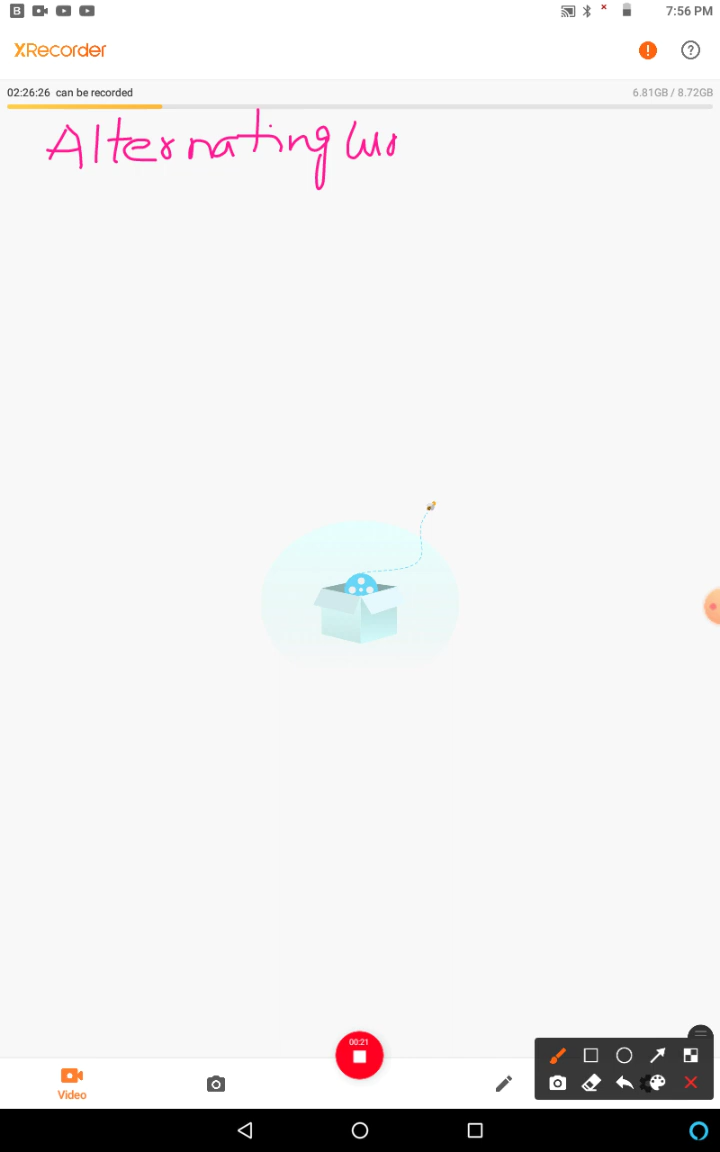 B 7:56 PM
XRecorder ! ?
02:26:26 can be recorded 6.81GB / 8.72GB
Alternating
00:21
Video